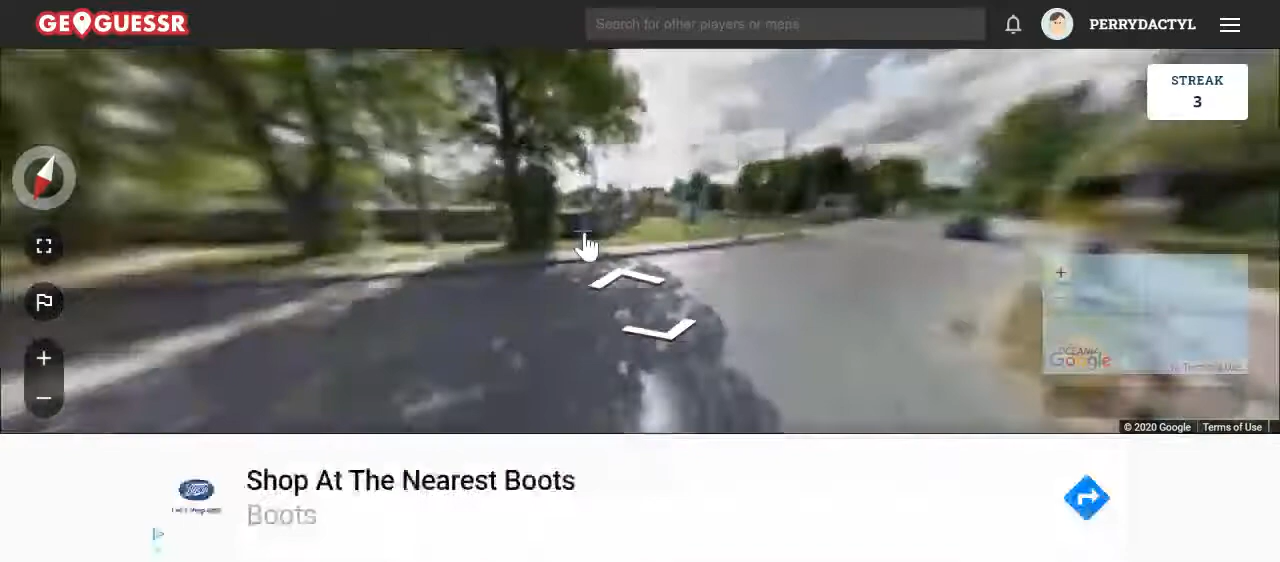 GEOGUESSR
Search for other players or maps
PERRYDACTYL
STREAK
3
Google
© 2020 Google
Terms of Use
Shop At The Nearest Boots
Boots